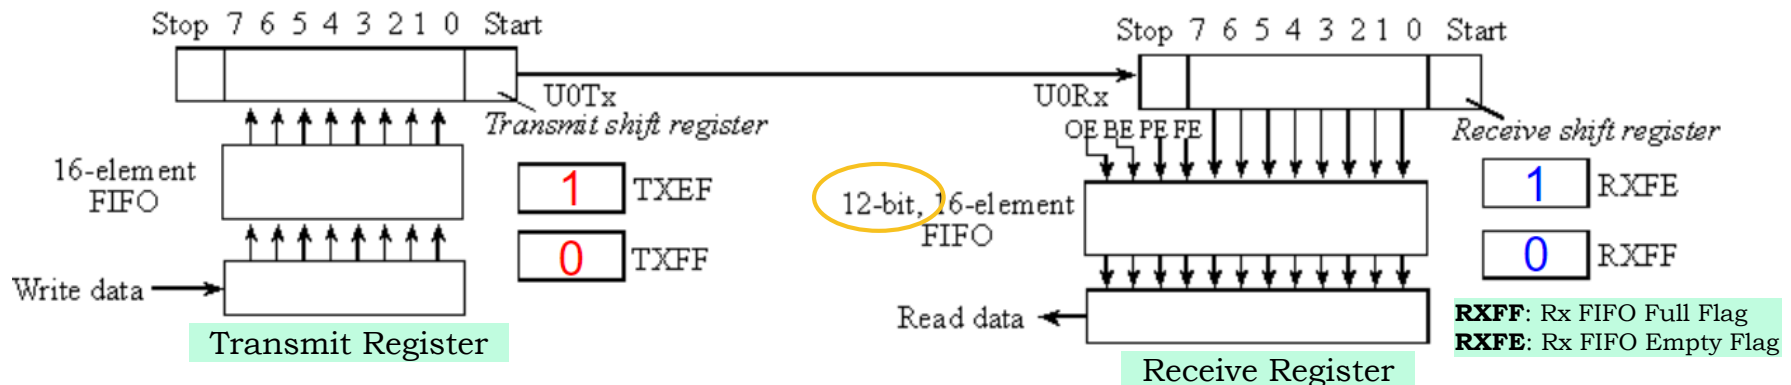 Stop 7 6 5 4 3 2 1 0 Start
U0Tx
Transmit shift register
16-element
FIFO
1 TXEF
0 TXFF
Write data
Transmit Register
Stop 7 6 5 4 3 2 1 0 Start
U0Rx
OE BE PE FE
Receive shift register
12-bit, 16-element
FIFO
1 RXFE
0 RXFF
Read data
RXFF: Rx FIFO Full Flag
RXFE: Rx FIFO Empty Flag
Receive Register